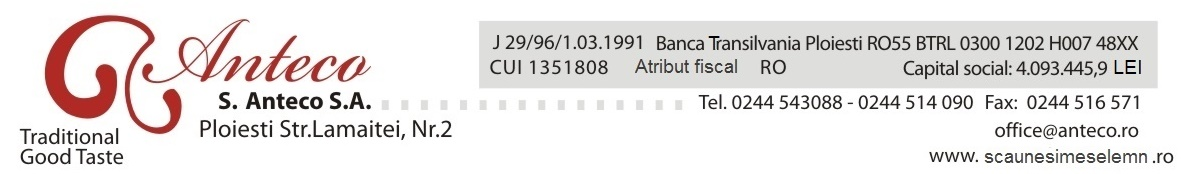 Anteco
S. Anteco S.A.
Ploiesti Str.Lamaitei, Nr.2
Traditional
Good Taste
J 29/96/1.03.1991 Banca Transilvania Ploiesti RO55 BTRL 0300 1202 H007 48XX
CUI 1351808 Atribut fiscal RO Capital social: 4.093.445,9 LEI
Tel. 0244 543088 - 0244 514 090 Fax: 0244 516 571
office@anteco.ro
www. scaunesimeselemn .ro